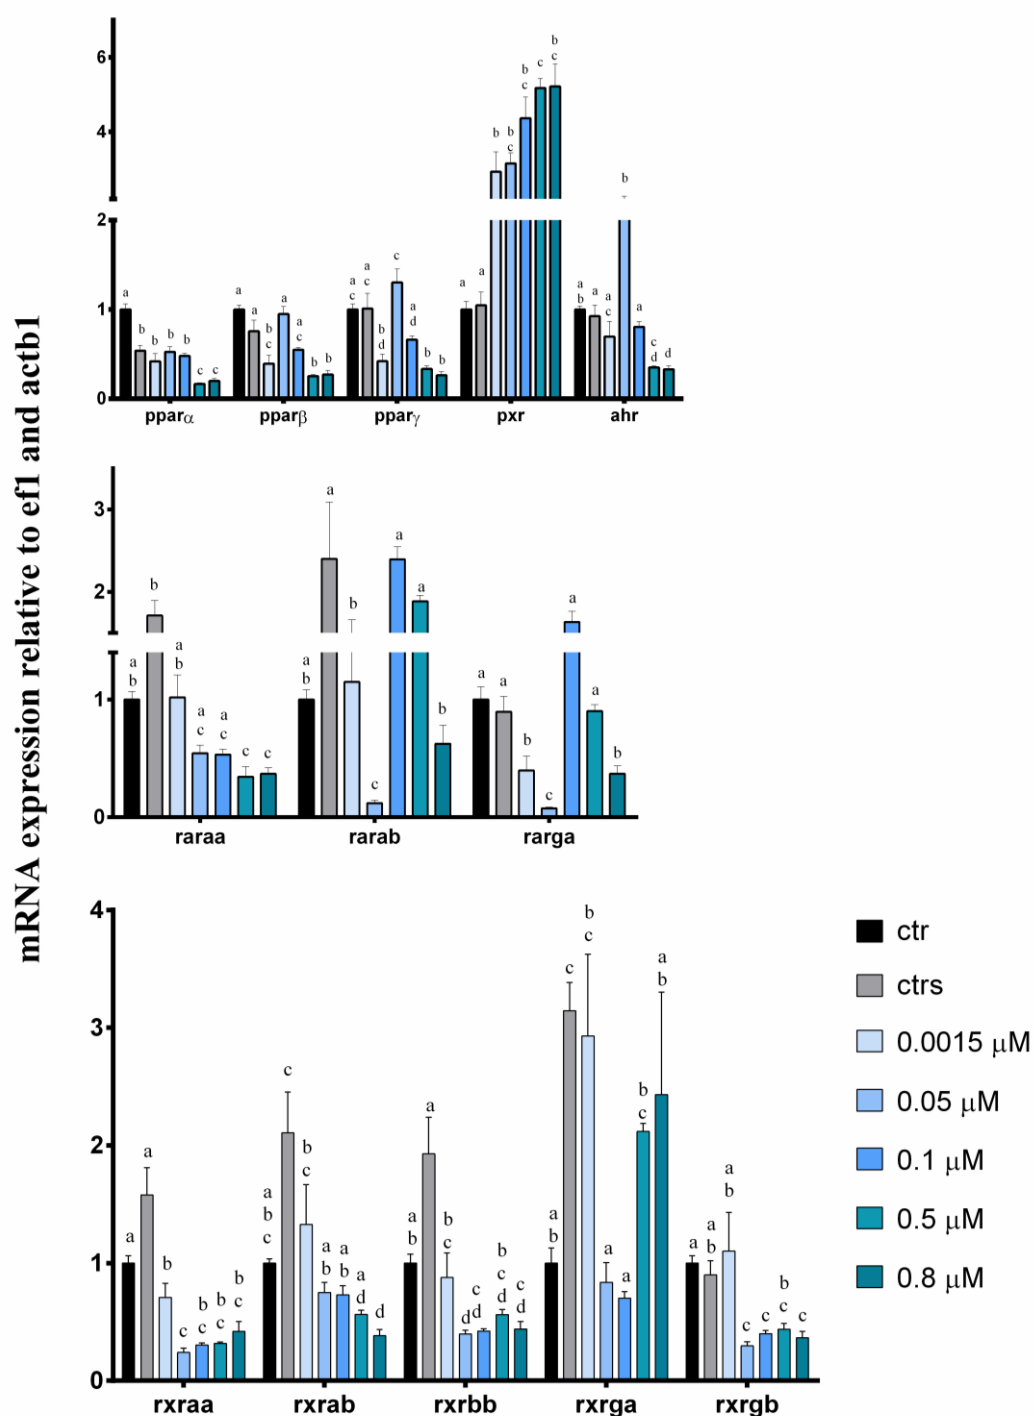 mRNA expression relative to ef1 and actb1
6
4
2
1
0
a b b b b c c
a a b c a a c b b
a c a c b d c a d b b
a a b b c b c c b c
a b a a c b a c d d
pparα pparβ pparγ pxr ahr
3
2
1
0
a b b a b a c a c c c
a b a b c a a b
a a b c a a b
raraa rarab rarga
4
3
2
1
0
a a b c b c b c b c
a b c c b c a b a b a d d
a b a b c d c d b c d c d
a b c b c a a b c a b
a a b a b c c b c c
rxraa rxrab rxrbb rxrga rxrgb
ctr
ctrs
0.0015 μM
0.05 μM
0.1 μM
0.5 μM
0.8 μM